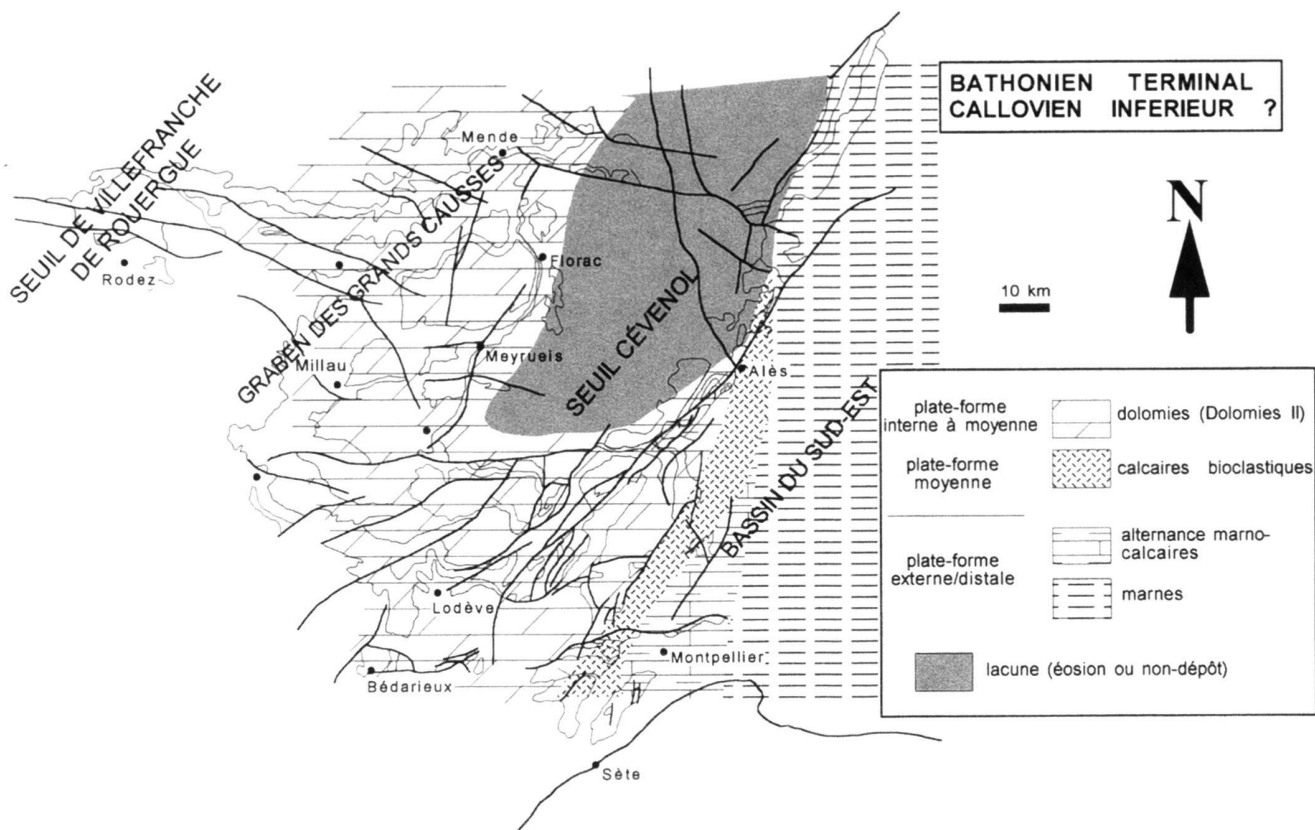 BATHONIEN TERMINAL
CALLOVIEN INFERIEUR ?
N
10 km
SEUIL DE VILLEFRANCHE
DE ROUERGUE
GRABEN DES GRANDS CAUSSES
SEUIL CÉVENOL
BASSIN DU SUD-EST
Mende
Rodez
Florac
Meyrueis
Millau
Alès
Lodève
Montpellier
Bédarieux
Sète
plate-forme
interne à moyenne
dolomies (Dolomies II)
plate-forme
moyenne
calcaires bioclastiques
plate-forme
externe/distale
alternance marno-
calcaires
marnes
lacune (éosion ou non-dépôt)